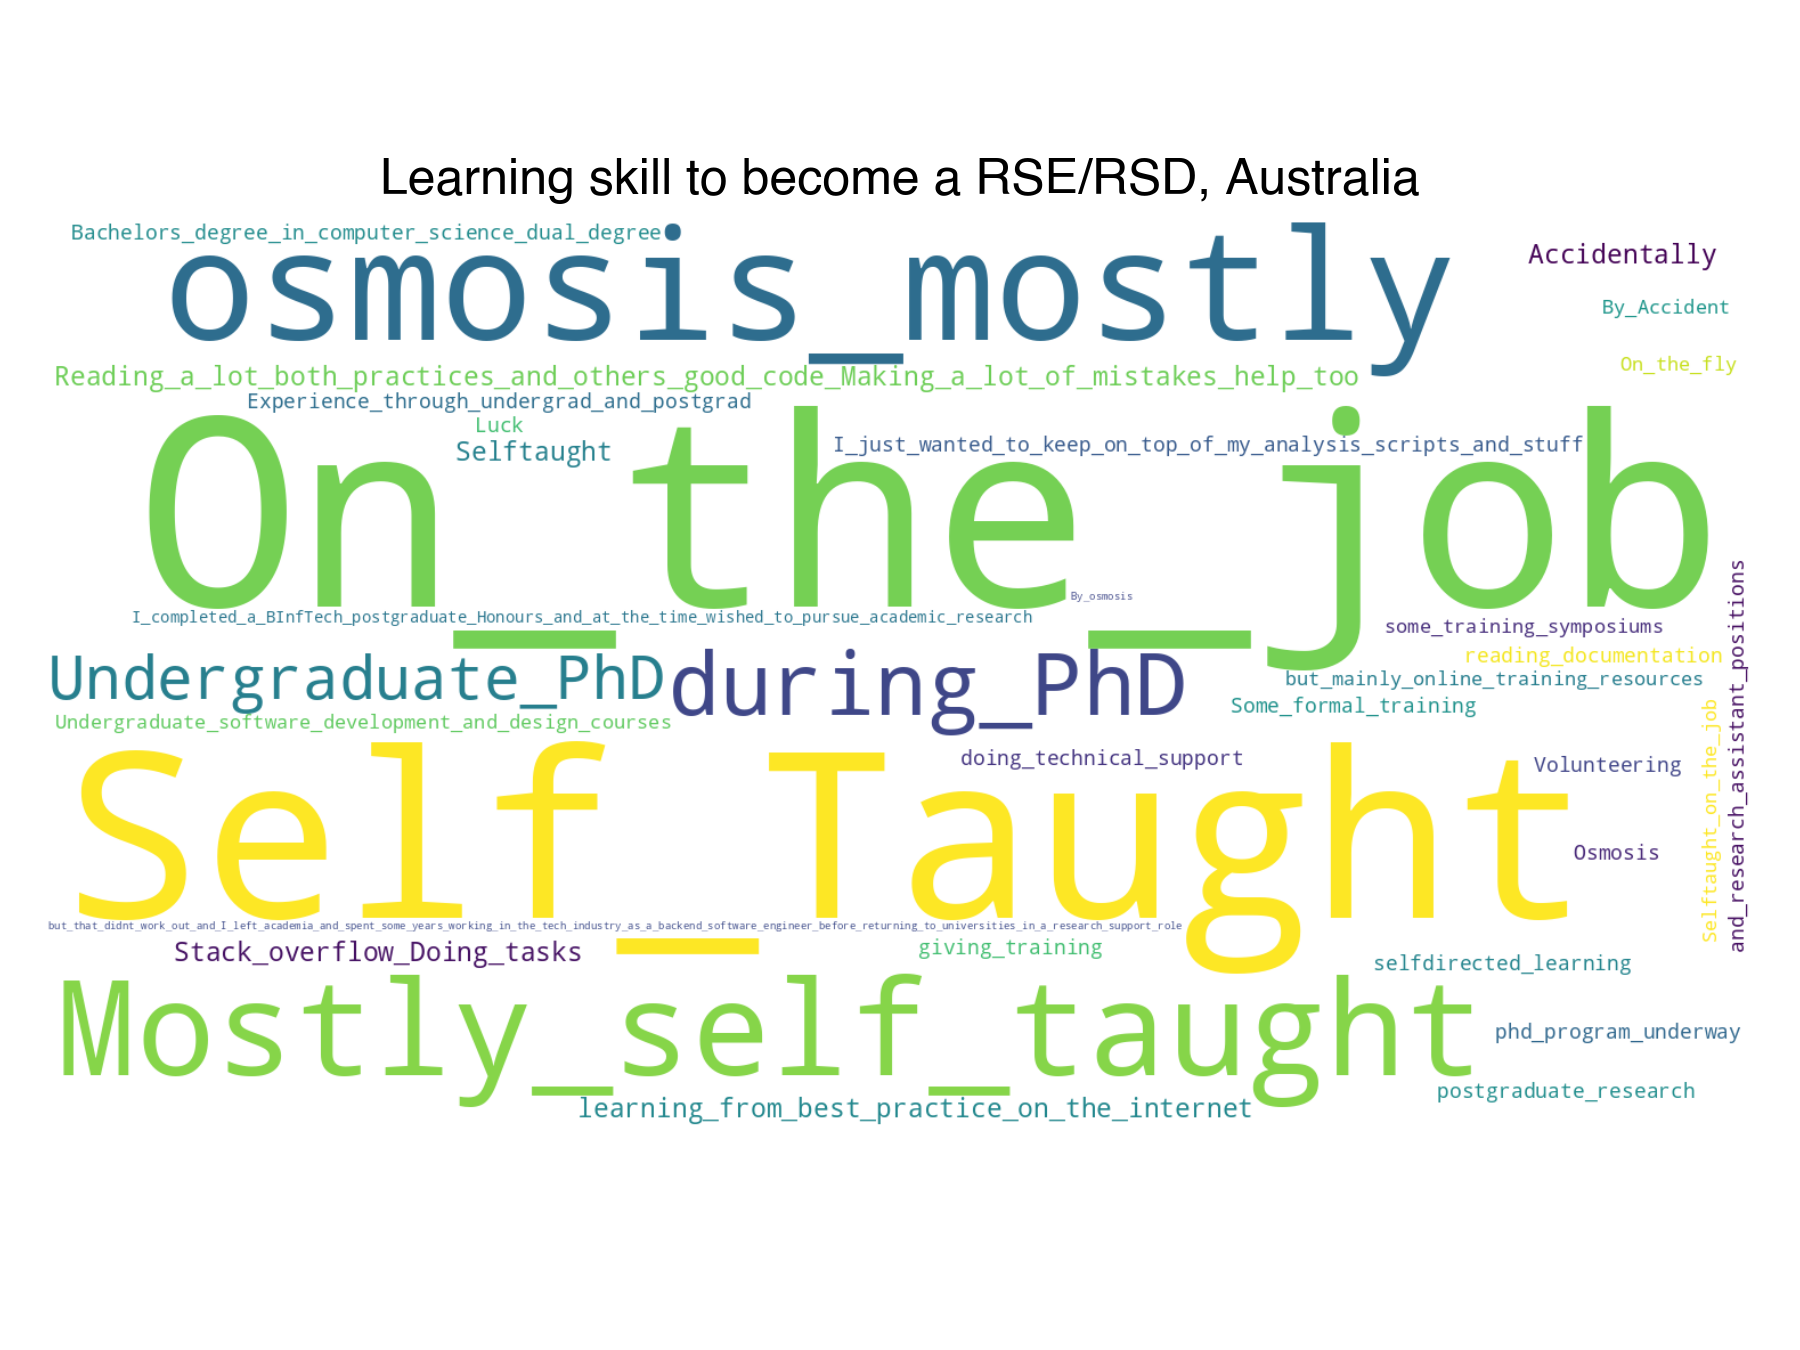 Learning skill to become a RSE/RSD, Australia
Bachelors_degree_in_computer_science_dual_degree
osmosis_mostly
Accidentally
By_Accident
On_the_fly
Reading_a_lot_both_practices_and_others_good_code_Making_a_lot_of_mistakes_help_too
Experience_through_undergrad_and_postgrad
Luck
Selftaught
I_just_wanted_to_keep_on_top_of_my_analysis_scripts_and_stuff
On_the_job
By_osmosis
I_completed_a_BInfTech_postgraduate_Honours_and_at_the_time_wished_to_pursue_academic_research
some_training_symposiums
reading_documentation
but_mainly_online_training_resources
Some_formal_training
Undergraduate_PhD
during_PhD
Undergraduate_software_development_and_design_courses
Self_Taught
doing_technical_support
Volunteering
Osmosis
Selftaught_on_the_job
and_research_assistant_positions
but_that_didnt_work_out_and_I_left_academia_and_spent_some_years_working_in_the_tech_industry_as_a_backend_software_engineer_before_returning_to_universities_in_a_research_support_role
Stack_overflow_Doing_tasks
giving_training
selfdirected_learning
Mostly_self_taught
phd_program_underway
postgraduate_research
learning_from_best_practice_on_the_internet